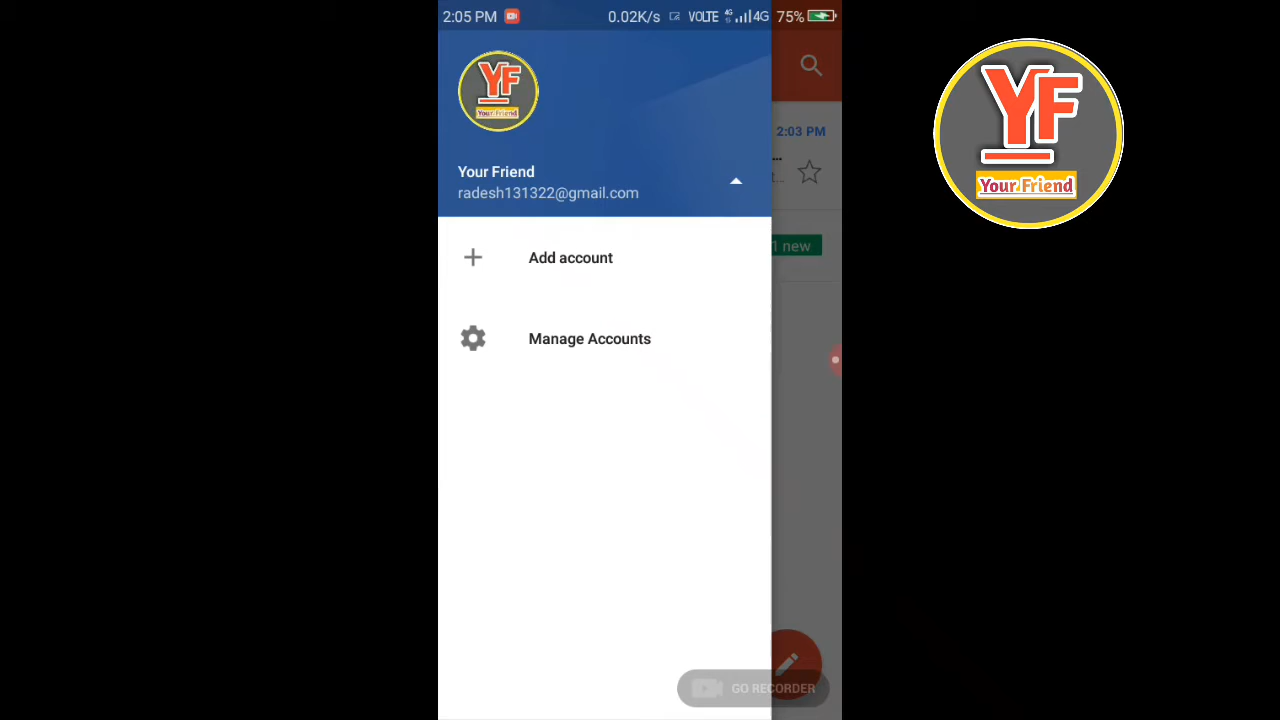 2:05 PM 0.02K/s VOLTE 4G 4G 75%
YF
Your Friend
Your Friend
radesh131322@gmail.com
2:03 PM
...
t...
1 new
Add account
Manage Accounts
GO RECORDER
YF
Your Friend